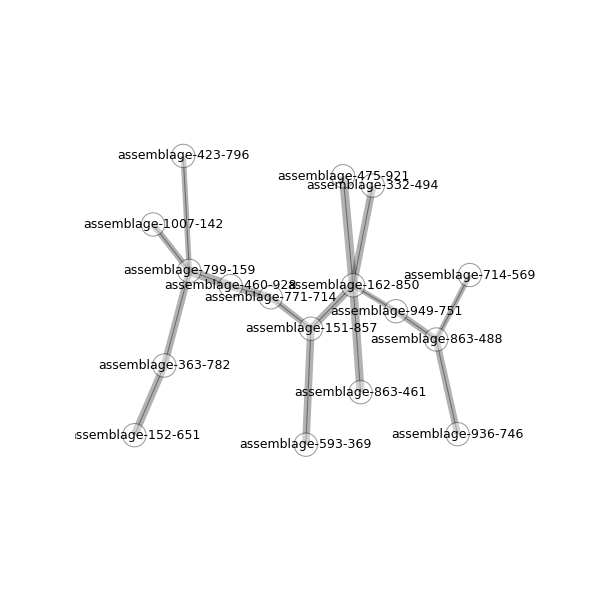 assemblage-423-796
assemblage-475-921
assemblage-332-494
assemblage-1007-142
assemblage-799-159
assemblage-714-569
assemblage-460-928
assemblage-162-850
assemblage-771-714
assemblage-949-751
assemblage-151-857
assemblage-863-488
assemblage-363-782
assemblage-863-461
ssemblage-152-651
assemblage-936-746
assemblage-593-369